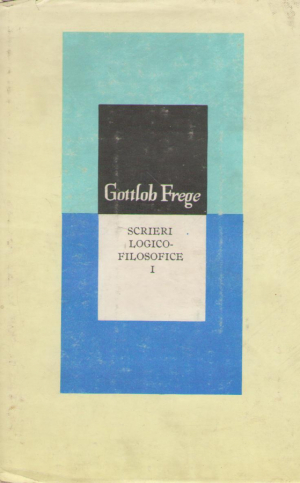 Gottlob Frege
SCRIERI
LOGICO-
FILOSOFICE
I